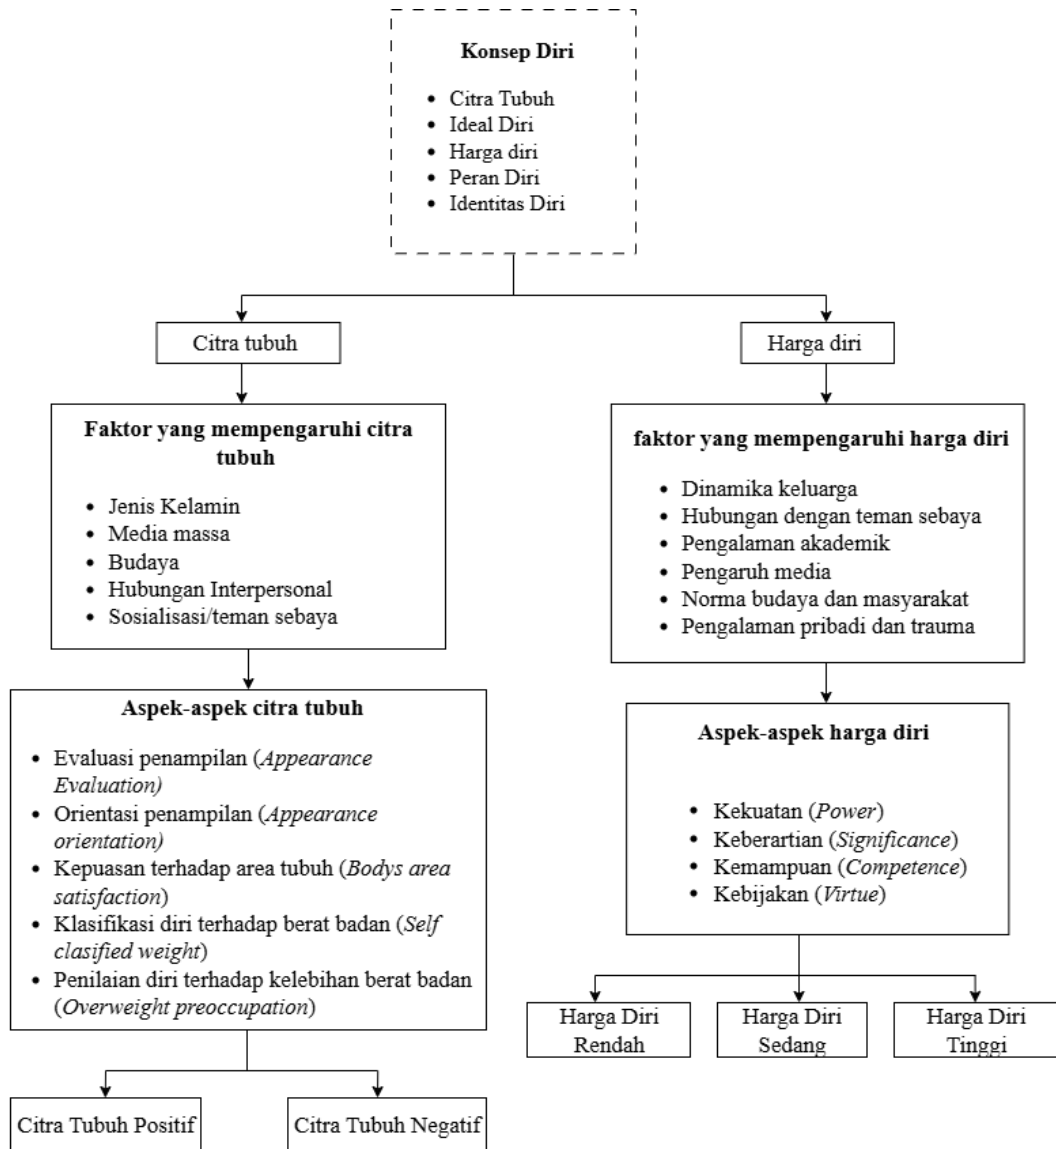 Konsep Diri
• Citra Tubuh
• Ideal Diri
• Harga diri
• Peran Diri
• Identitas Diri
Citra tubuh
Harga diri
Faktor yang mempengaruhi citra
tubuh
• Jenis Kelamin
• Media massa
• Budaya
• Hubungan Interpersonal
• Sosialisasi/teman sebaya
faktor yang mempengaruhi harga diri
• Dinamika keluarga
• Hubungan dengan teman sebaya
• Pengalaman akademik
• Pengaruh media
• Norma budaya dan masyarakat
• Pengalaman pribadi dan trauma
Aspek-aspek citra tubuh
• Evaluasi penampilan (Appearance
Evaluation)
• Orientasi penampilan (Appearance
orientation)
• Kepuasan terhadap area tubuh (Bodys area
satisfaction)
• Klasifikasi diri terhadap berat badan (Self
clasified weight)
• Penilaian diri terhadap kelebihan berat badan
(Overweight preoccupation)
Aspek-aspek harga diri
• Kekuatan (Power)
• Keberartian (Significance)
• Kemampuan (Competence)
• Kebijakan (Virtue)
Harga Diri
Rendah
Harga Diri
Sedang
Harga Diri
Tinggi
Citra Tubuh Positif
Citra Tubuh Negatif